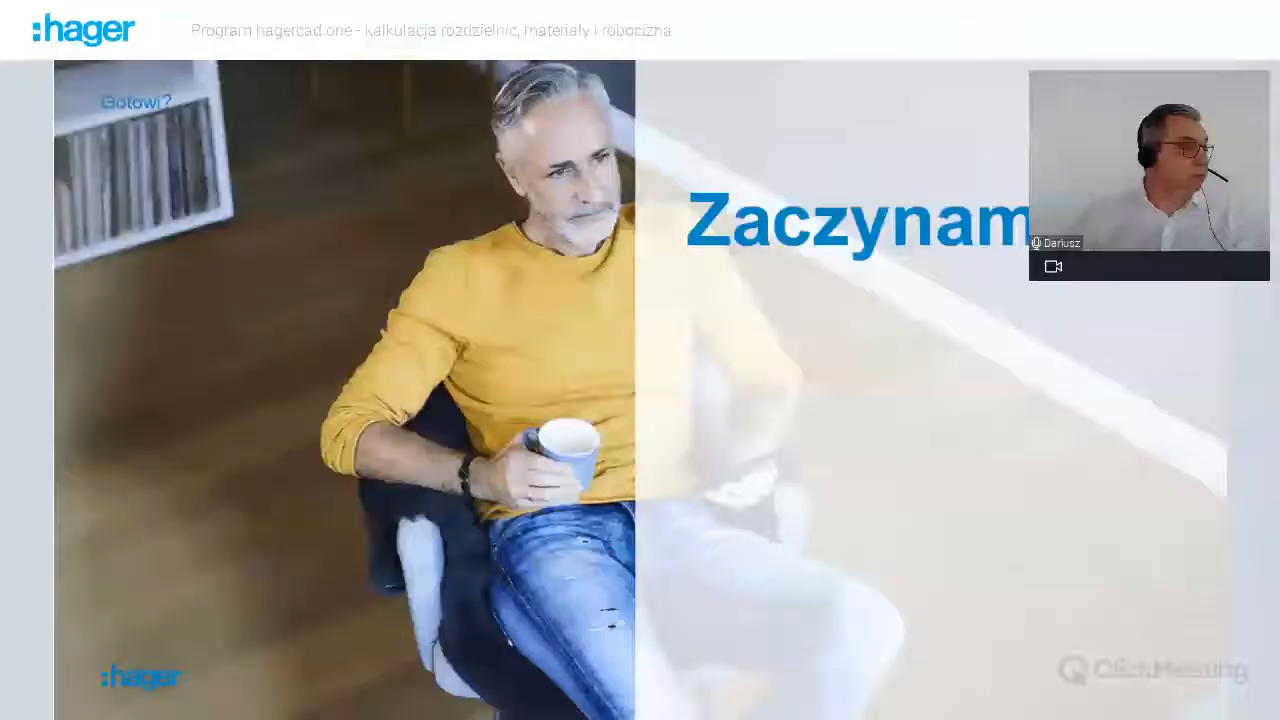 :hager
Program hagercad.one - kalkulacja rozdzielnic, materiały i robocizna
Gotowi?
Zaczynam
Dariusz
:hager
ClickMeeting